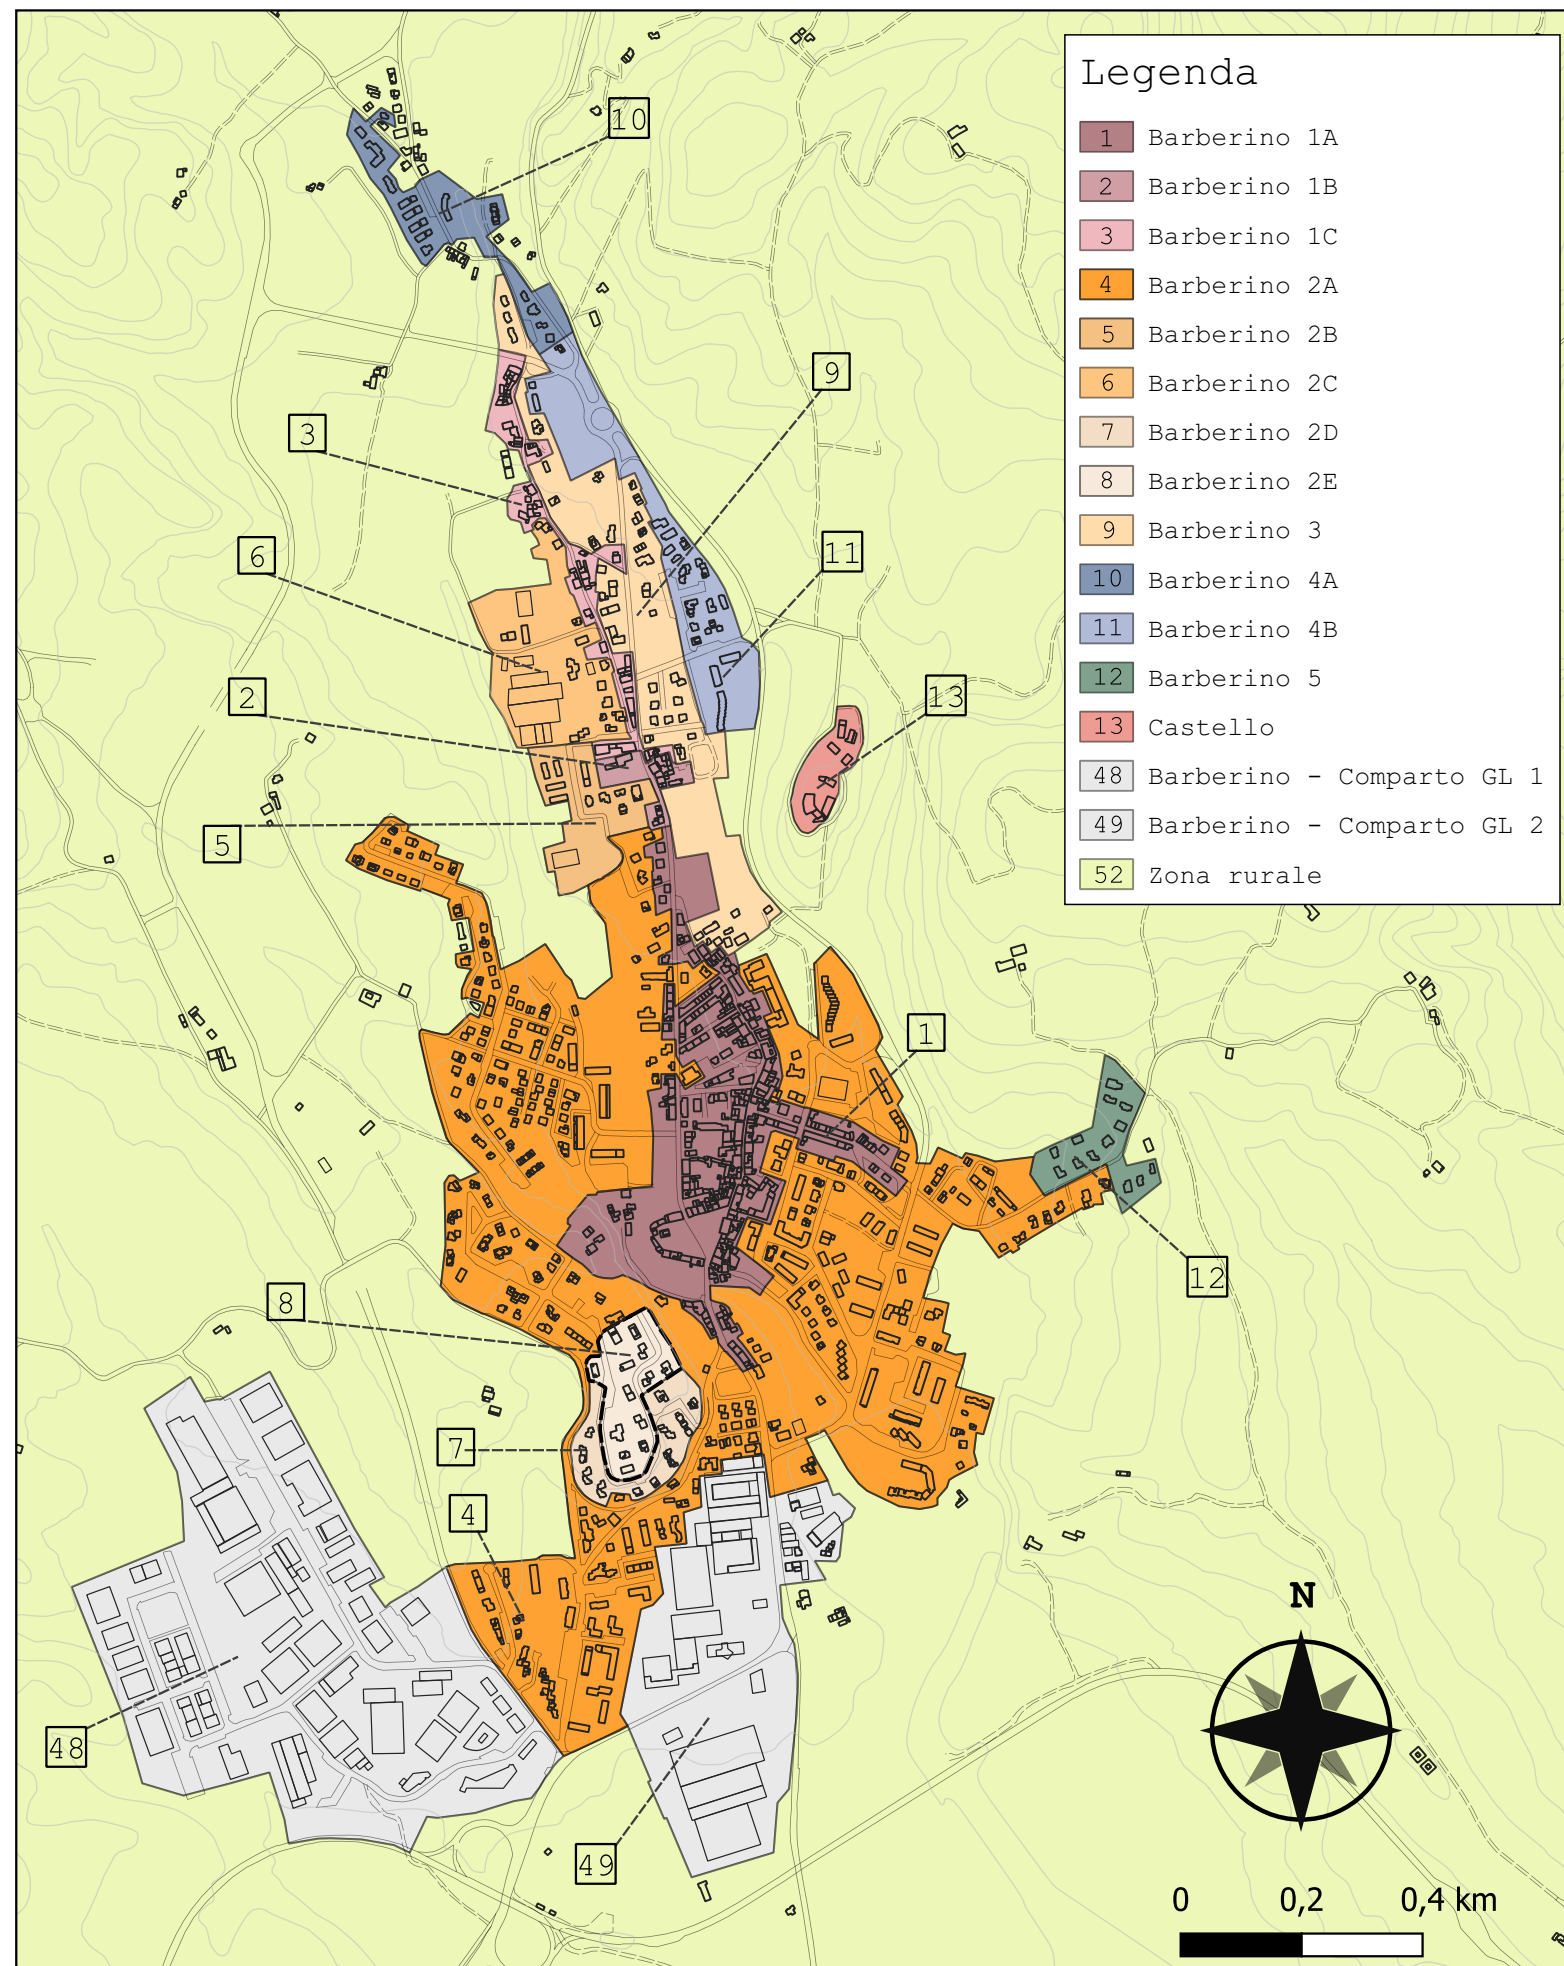 Legenda
1 Barberino 1A
2 Barberino 1B
3 Barberino 1C
4 Barberino 2A
5 Barberino 2B
6 Barberino 2C
7 Barberino 2D
8 Barberino 2E
9 Barberino 3
10 Barberino 4A
11 Barberino 4B
12 Barberino 5
13 Castello
48 Barberino - Comparto GL 1
49 Barberino - Comparto GL 2
52 Zona rurale
10
9
3
6
11
2
13
5
1
12
8
7
4
48
49
N
0 0,2 0,4 km